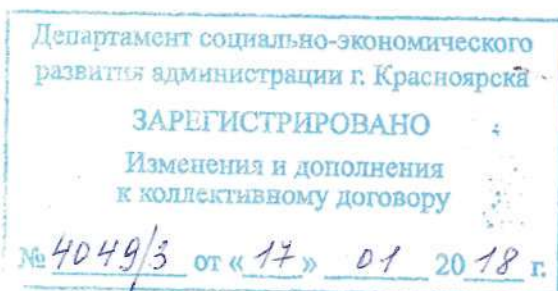 Департамент социально-экономического
развития администрации г. Красноярска
ЗАРЕГИСТРИРОВАНО
Изменения и дополнения
к коллективному договору
№ 4049/3 от « 17 » 01 20 18 г.